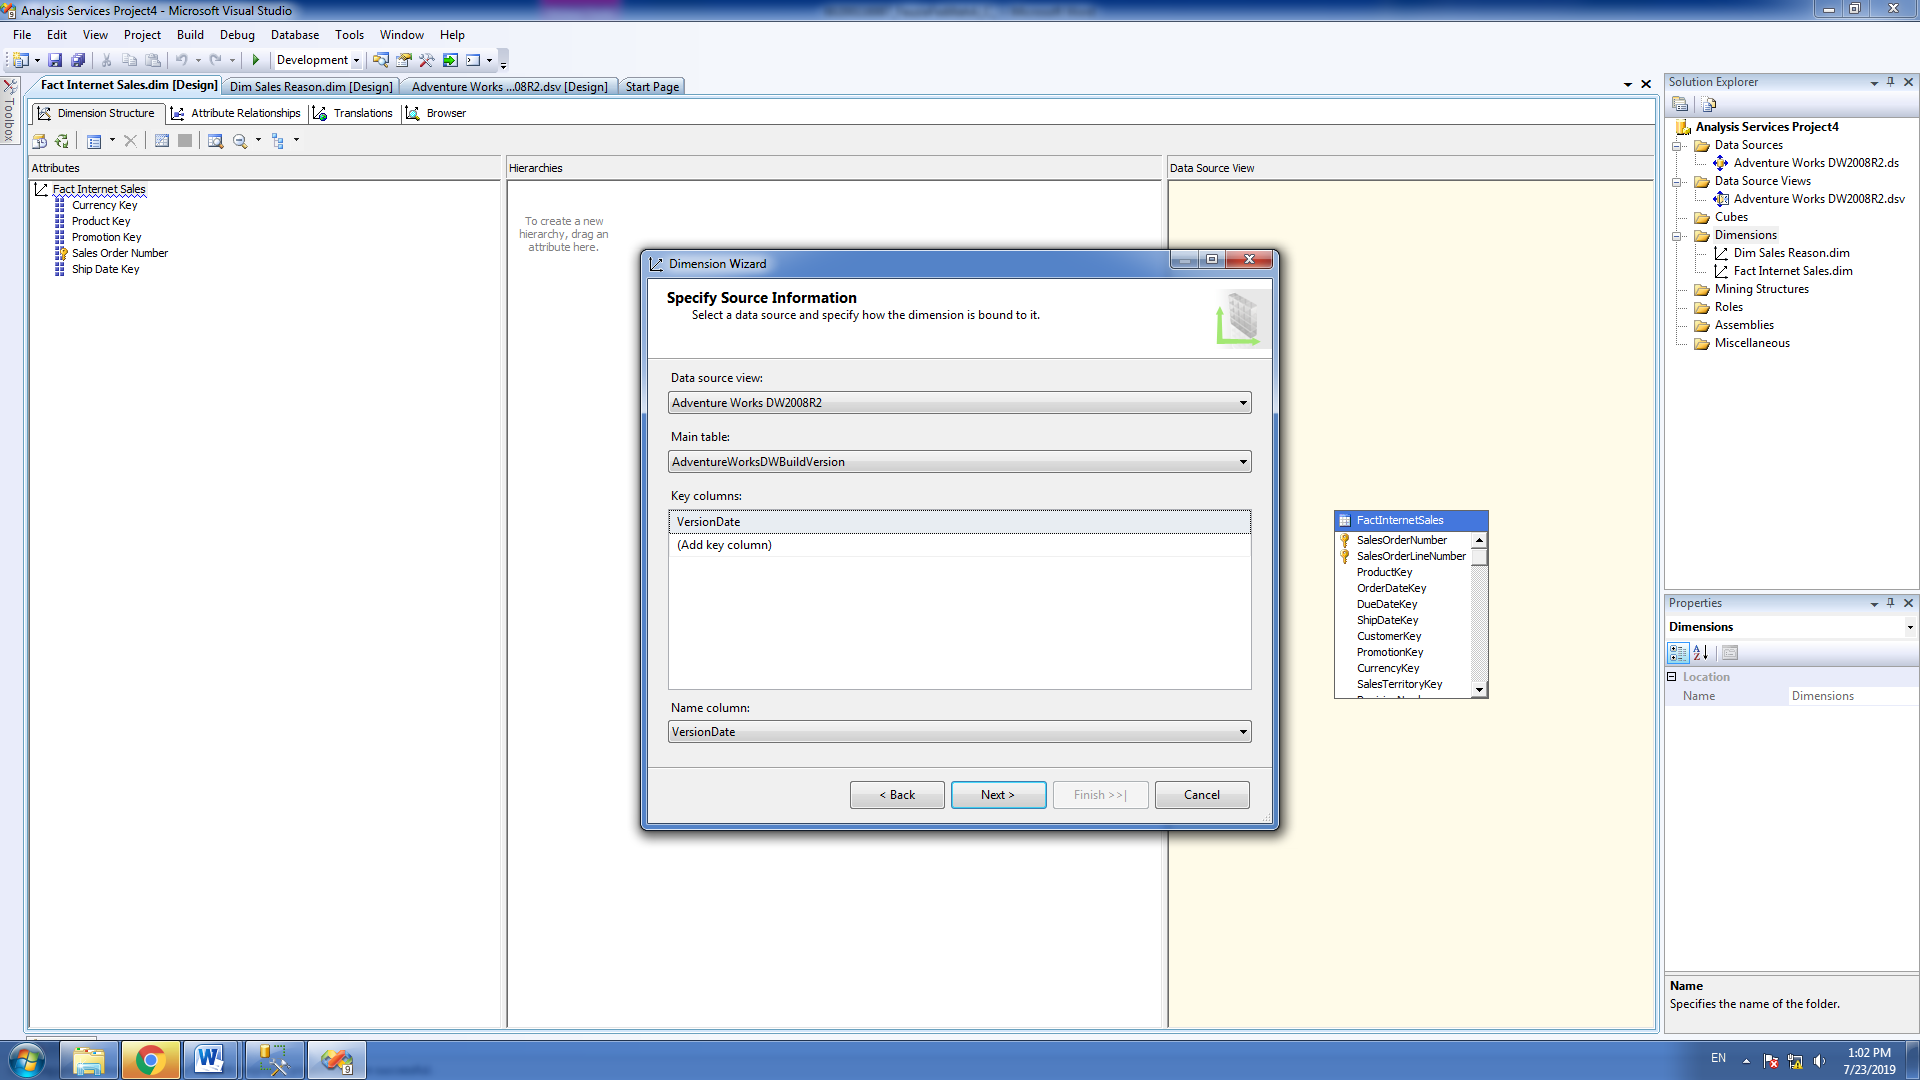 Analysis Services Project4 - Microsoft Visual Studio
File Edit View Project Build Debug Database Tools Window Help
Development
Fact Internet Sales.dim [Design] Dim Sales Reason.dim [Design] Adventure Works ...08R2.dsv [Design] Start Page
Toolbox
Dimension Structure Attribute Relationships Translations Browser
Attributes
Fact Internet Sales
Currency Key
Product Key
Promotion Key
Sales Order Number
Ship Date Key
Hierarchies
To create a new
hierarchy, drag an
attribute here.
Data Source View
FactInternetSales
SalesOrderNumber
SalesOrderLineNumber
ProductKey
OrderDateKey
DueDateKey
ShipDateKey
CustomerKey
PromotionKey
CurrencyKey
SalesTerritoryKey
Dimension Wizard
Specify Source Information
Select a data source and specify how the dimension is bound to it.
Data source view:
Adventure Works DW2008R2
Main table:
AdventureWorksDWBuildVersion
Key columns:
VersionDate
(Add key column)
Name column:
VersionDate
< Back Next > Finish >>| Cancel
Solution Explorer
Analysis Services Project4
Data Sources
Adventure Works DW2008R2.ds
Data Source Views
Adventure Works DW2008R2.dsv
Cubes
Dimensions
Dim Sales Reason.dim
Fact Internet Sales.dim
Mining Structures
Roles
Assemblies
Miscellaneous
Properties
Dimensions
Location
Name Dimensions
Name
Specifies the name of the folder.
EN
1:02 PM
7/23/2019